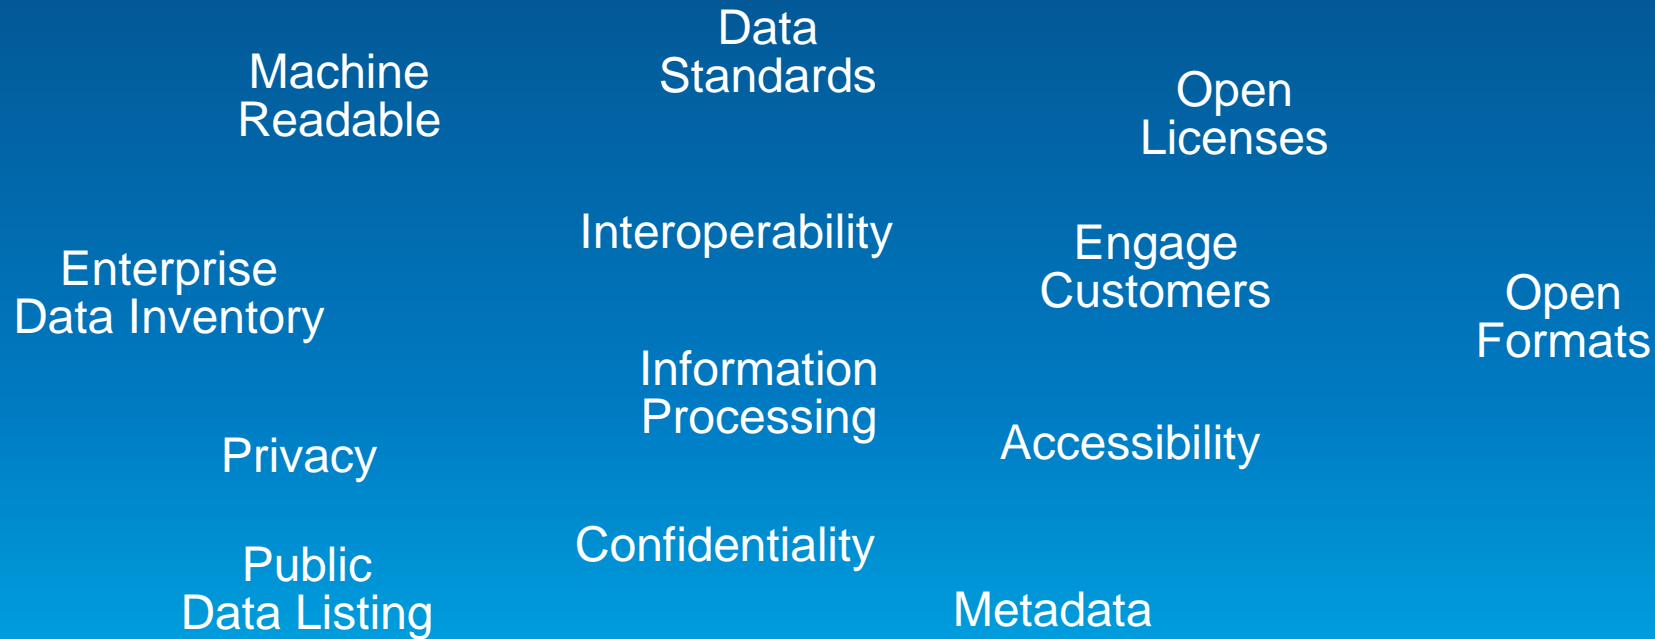 Data
Standards
Machine
Readable
Open
Licenses
Interoperability
Engage
Customers
Enterprise
Data Inventory
Open
Formats
Information
Processing
Accessibility
Privacy
Confidentiality
Public
Data Listing
Metadata